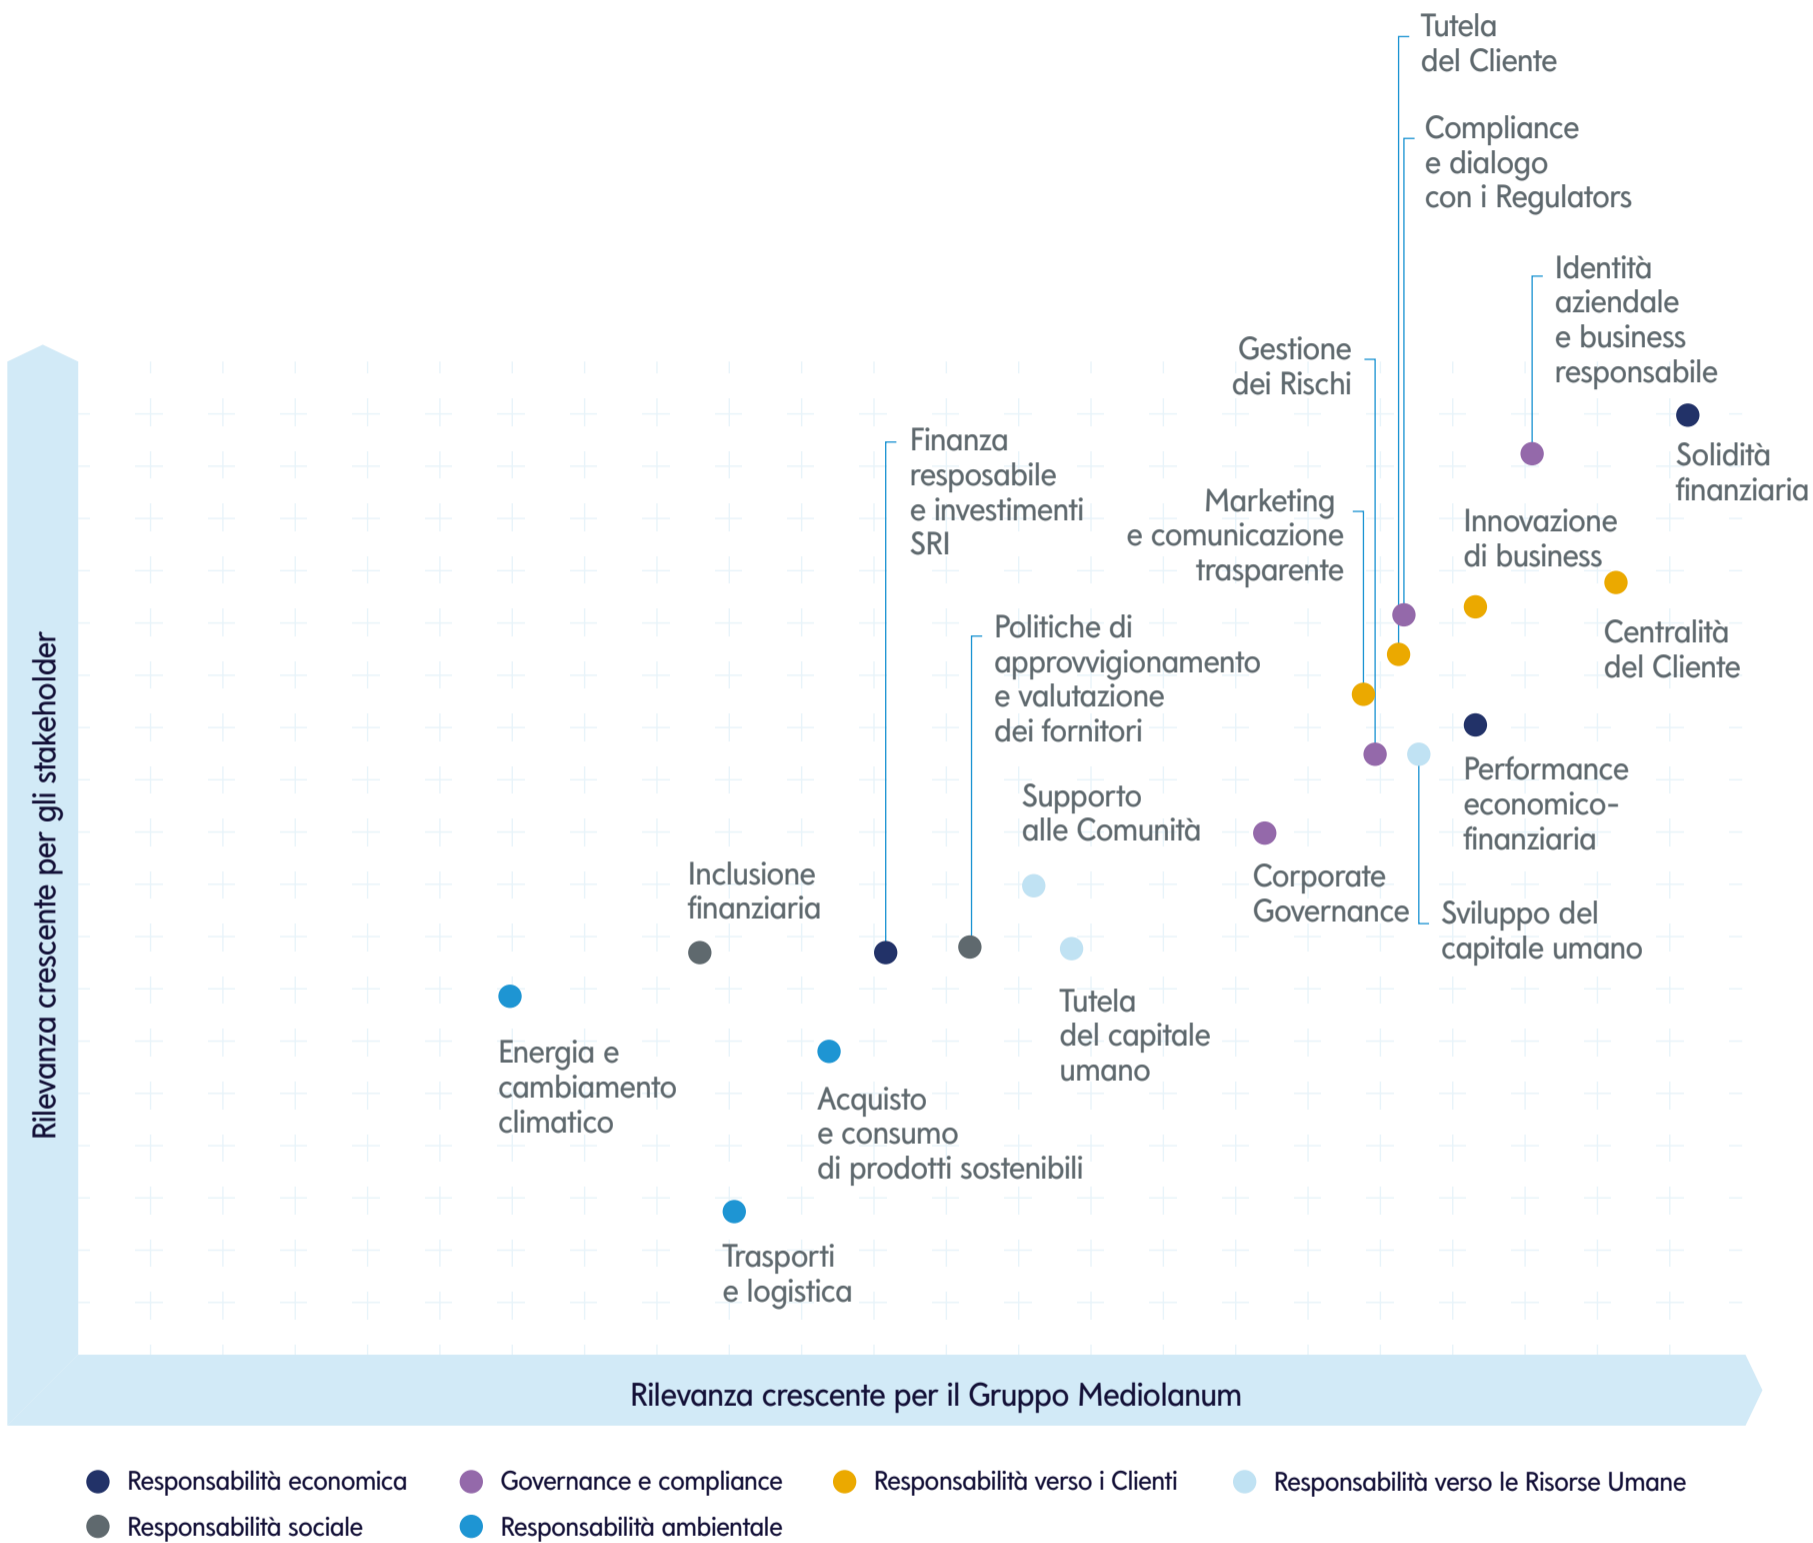 Tutela
del Cliente
Compliance
e dialogo
con i Regulators
Identità
aziendale
e business
responsabile
Gestione
dei Rischi
Solidità
finanziaria
Finanza
resposabile
e investimenti
SRI
Marketing
e comunicazione
trasparente
Innovazione
di business
Centralità
del Cliente
Politiche di
approvvigionamento
e valutazione
dei fornitori
Performance
economico-
finanziaria
Supporto
alle Comunità
Corporate
Governance
Sviluppo del
capitale umano
Inclusione
finanziaria
Tutela
del capitale
umano
Energia e
cambiamento
climatico
Acquisto
e consumo
di prodotti sostenibili
Trasporti
e logistica
Rilevanza crescente per gli stakeholder
Rilevanza crescente per il Gruppo Mediolanum
Responsabilità economica
Governance e compliance
Responsabilità verso i Clienti
Responsabilità verso le Risorse Umane
Responsabilità sociale
Responsabilità ambientale